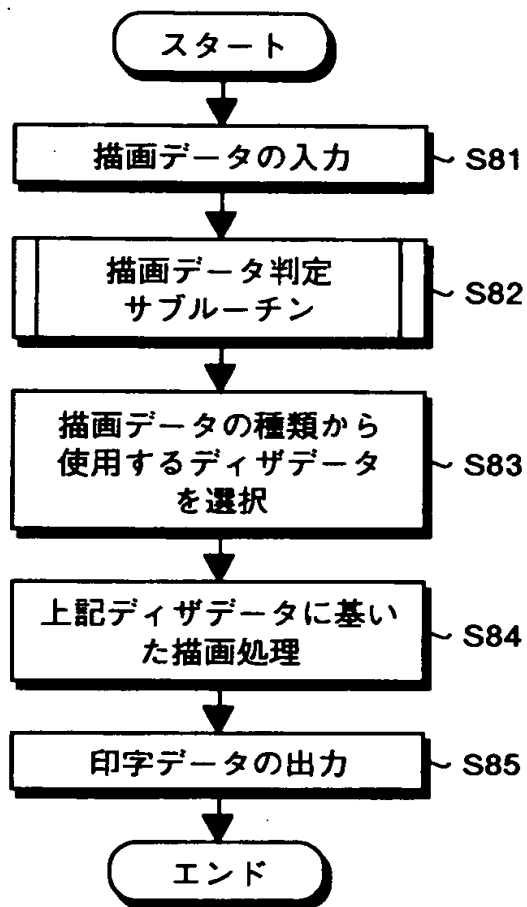 スタート
描画データの入力
S81
描画データ判定
サブルーチン
S82
描画データの種類から
使用するディザデータ
を選択
S83
上記ディザデータに基い
た描画処理
S84
印字データの出力
S85
エンド